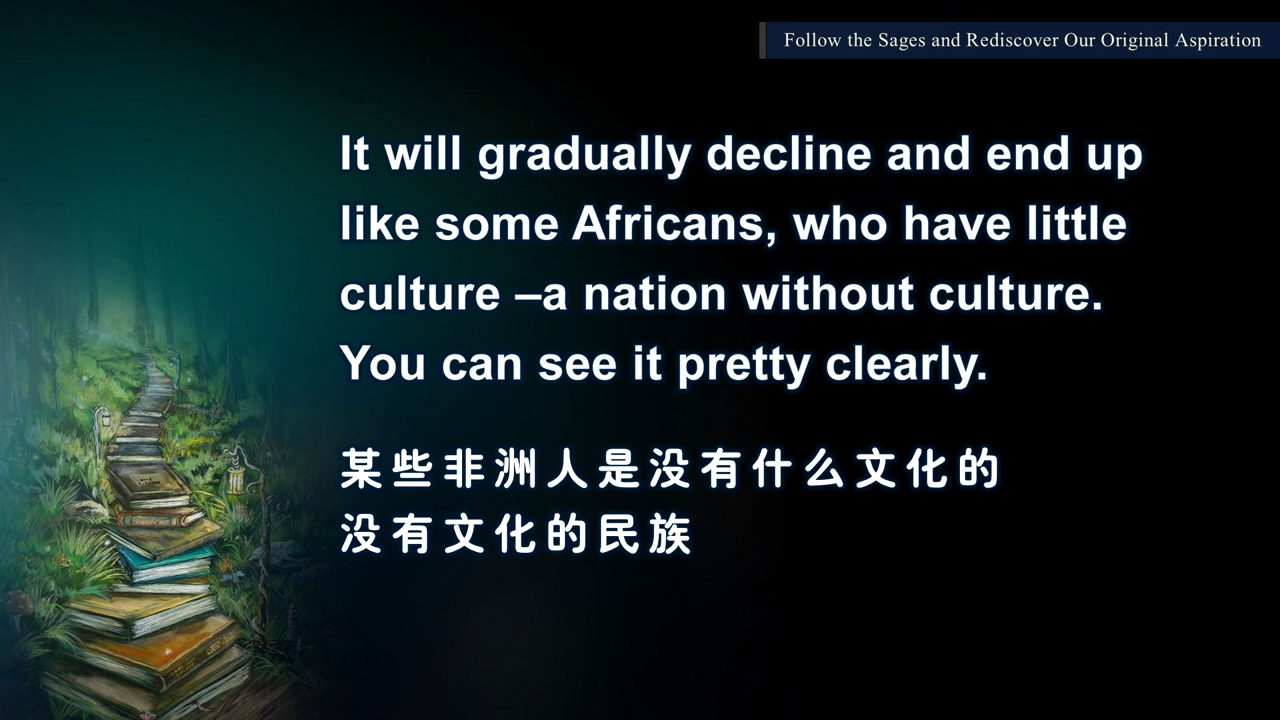 Follow the Sages and Rediscover Our Original Aspiration
It will gradually decline and end up
like some Africans, who have little
culture –a nation without culture.
You can see it pretty clearly.
某些非洲人是没有什么文化的
没有文化的民族